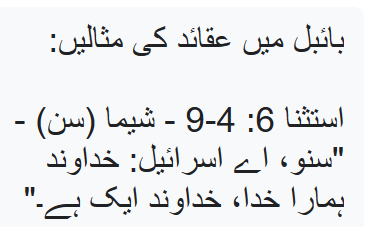 بائبل میں عقائد کی مثالیں:
استثنا 6: 4-9 - شیما (سن) -
"سنو، اے اسرائیل: خداوند
ہمارا خدا، خداوند ایک ہے۔"